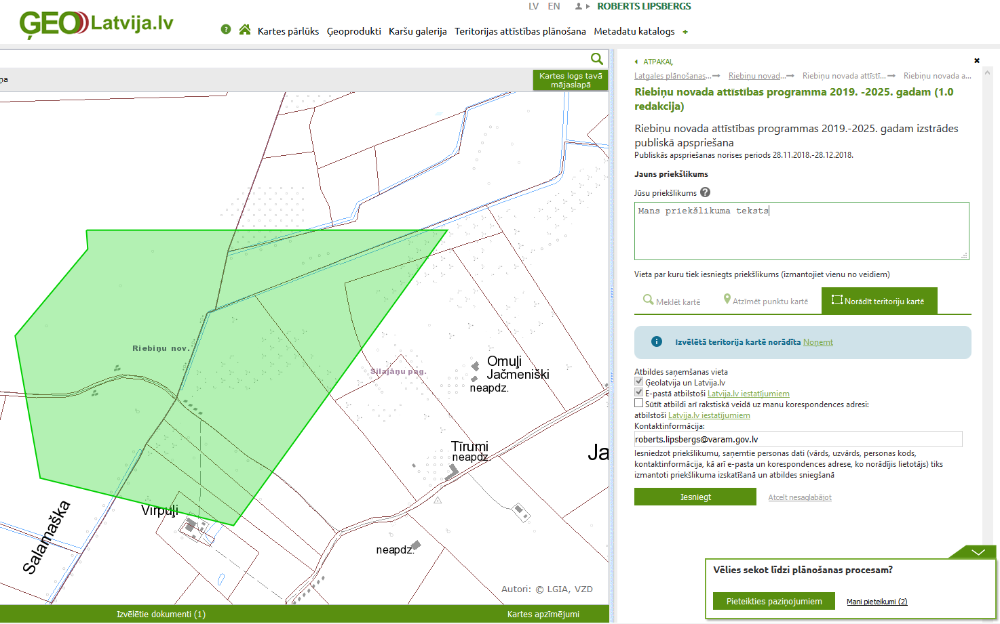 LV EN ROBERTS LIPSBERGS
ĢEO Latvija.lv
? Kartes pārlūks Ģeoprodukti Karšu galerija Teritorijas attīstības plānošana Metadatu katalogs +
Kartes logs tavā
mājaslapā
Riebiņu nov.
Silajāņu pag.
Omuļi
Jačmeniški
neapdz.
Tīrumi
neapdz.
Ja
Virpuļi
Salamaška
neapdz.
Autori: © LGIA, VZD
Izvēlētie dokumenti (1) Kartes apzīmējumi
ATPAKAĻ
Latgales plānošanas... Riebiņu novad... Riebiņu novada attīstī... Riebiņu novada a...
Riebiņu novada attīstības programma 2019. -2025. gadam (1.0
redakcija)
Riebiņu novada attīstības programmas 2019.-2025. gadam izstrādes
publiskā apspriešana
Publiskās apspriešanas norises periods 28.11.2018.-28.12.2018.
Jauns priekšlikums
Jūsu priekšlikums ?
Mans priekšlikuma teksts
Vieta par kuru tiek iesniegts priekšlikums (izmantojiet vienu no veidiem)
Meklēt kartē Atzīmēt punktu kartē Norādīt teritoriju kartē
i Izvēlētā teritorija kartē norādīta Noņemt
Atbildes saņemšanas vieta
Ģeolatvija un Latvija.lv
E-pastā atbilstoši Latvija.lv iestatījumiem
Sūtīt atbildi arī rakstiskā veidā uz manu korespondences adresi:
atbilstoši Latvija.lv iestatījumiem
Kontaktinformācija:
roberts.lipsbergs@varam.gov.lv
Iesniedzot priekšlikumu, saņemtie personas dati (vārds, uzvārds, personas kods,
kontaktinformācija, kā arī e-pasta un korespondences adrese, ko norādījis lietotājs) tiks
izmantoti priekšlikuma izskatīšanā un atbildes sniegšanā
Iesniegt Atcelt nesaglabājot
Vēlies sekot līdzi plānošanas procesam?
Pieteikties paziņojumiem Mani pieteikumi (2)